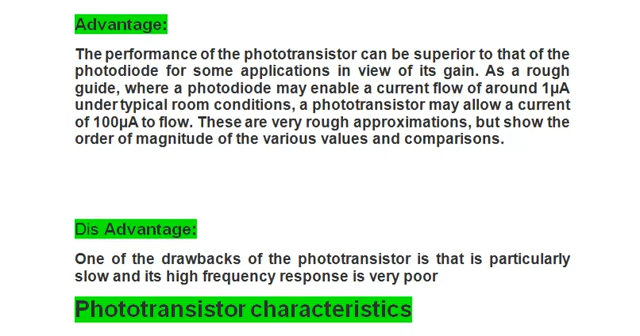 Advantage:
The performance of the phototransistor can be superior to that of the
photodiode for some applications in view of its gain. As a rough
guide, where a photodiode may enable a current flow of around 1µA
under typical room conditions, a phototransistor may allow a current
of 100µA to flow. These are very rough approximations, but show the
order of magnitude of the various values and comparisons.
Dis Advantage:
One of the drawbacks of the phototransistor is that is particularly
slow and its high frequency response is very poor
Phototransistor characteristics